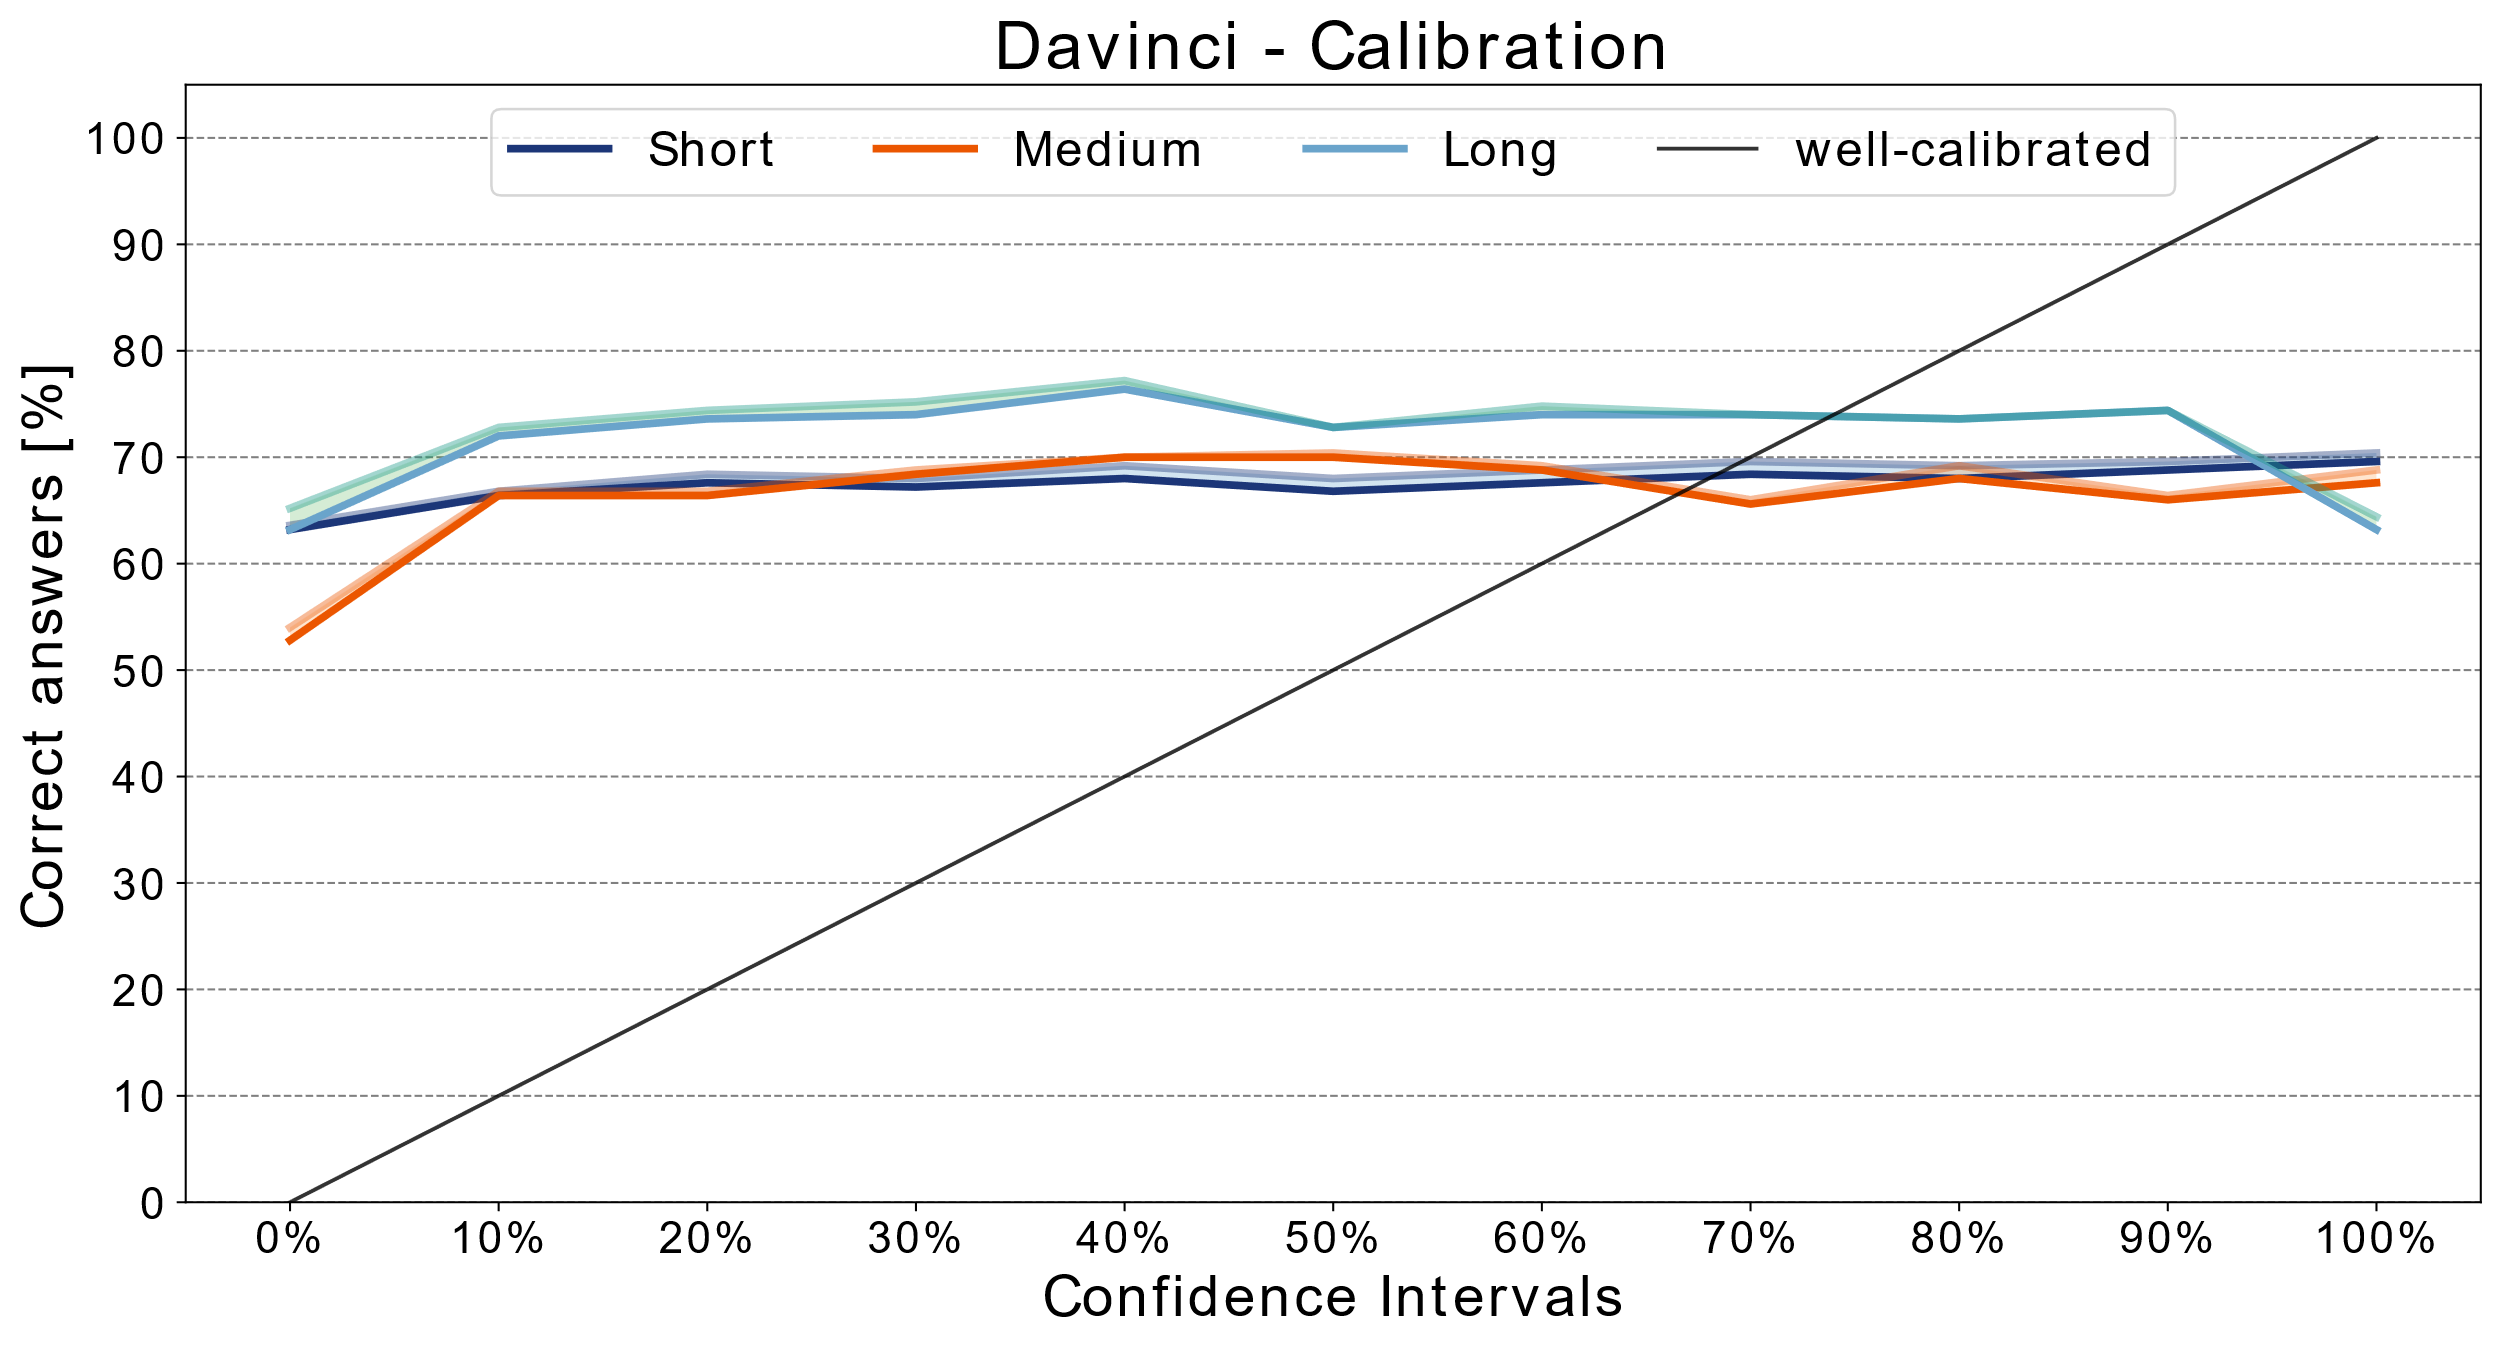 Davinci - Calibration
Short Medium Long well-calibrated
Correct answers [%]
100
90
80
70
60
50
40
30
20
10
0
0% 10% 20% 30% 40% 50% 60% 70% 80% 90% 100%
Confidence Intervals